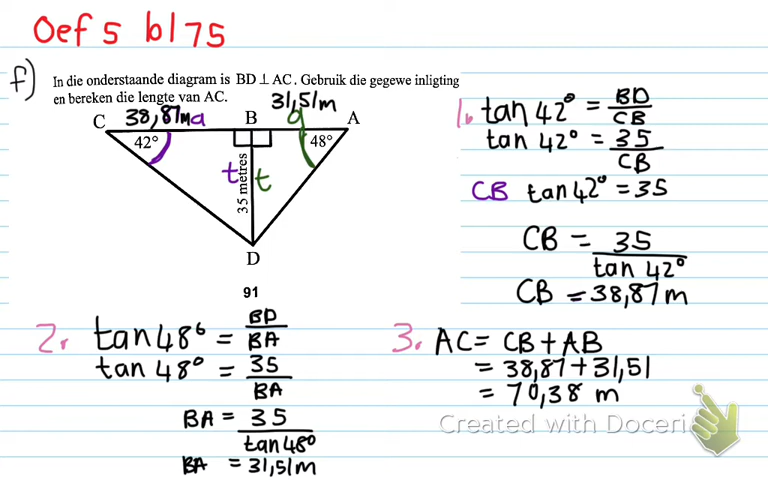 Oef 5 bl 75
f) In die onderstaande diagram is BD ⊥ AC. Gebruik die gegewe inligting
en bereken die lengte van AC.
C 38,87m a B 31,51m a A
42° 48°
t 35 metres t
D
91
1. tan 42° = BD/CB
tan 42° = 35/CB
CB tan 42° = 35
CB = 35/tan 42°
CB = 38,87 m
2. tan 48° = BD/BA
tan 48° = 35/BA
BA = 35/tan 48°
BA = 31,51 m
3. AC = CB + AB
= 38,87 + 31,51
= 70,38 m
Created with Doceri